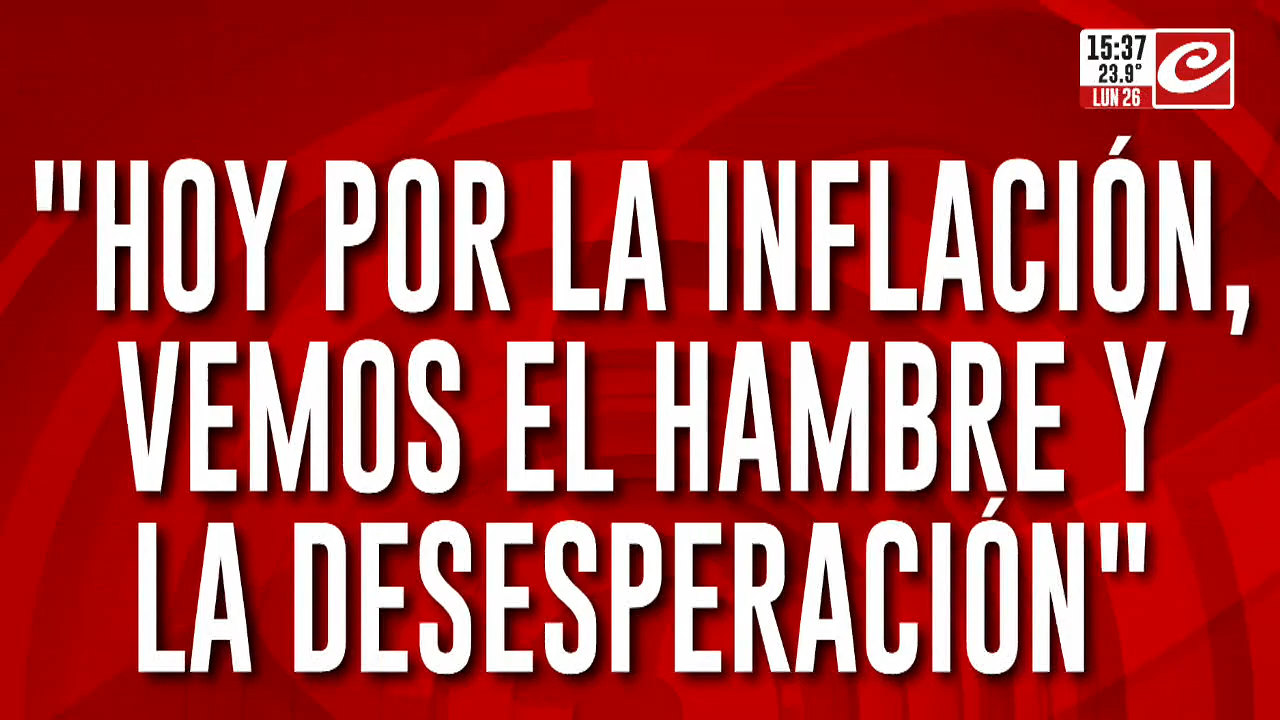 15:37
23.9°
LUN 26
"HOY POR LA INFLACIÓN,
VEMOS EL HAMBRE Y
LA DESESPERACIÓN"